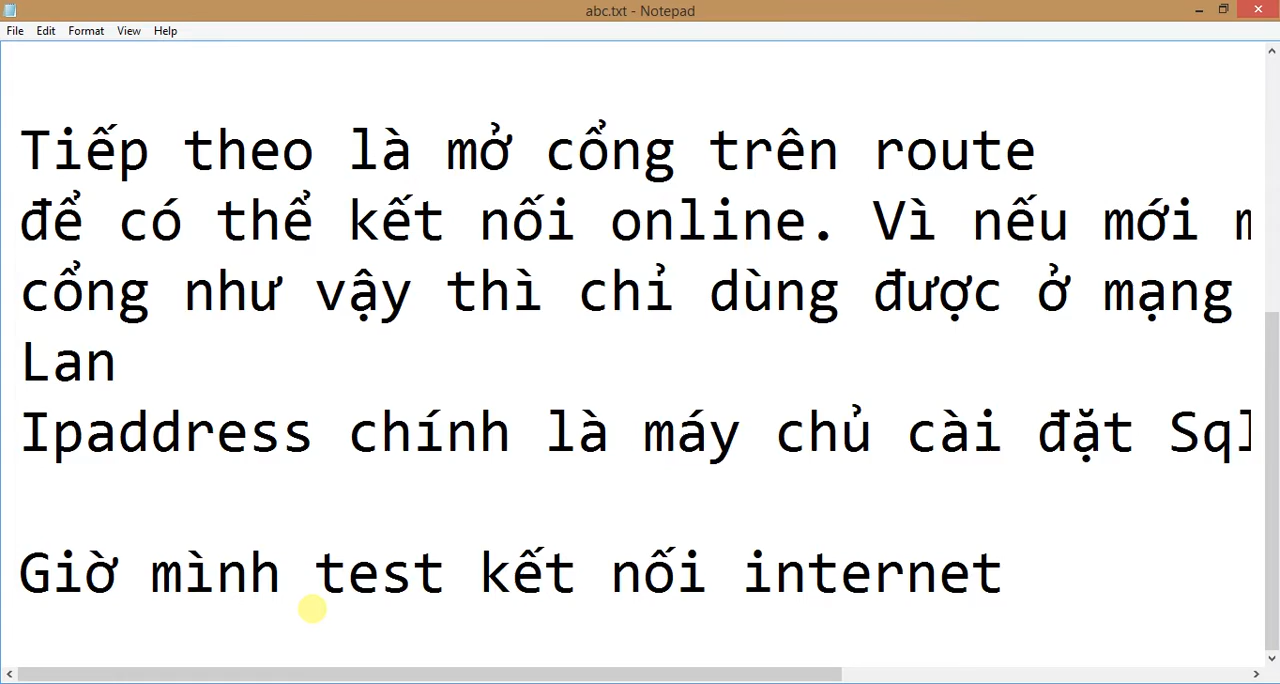 abc.txt - Notepad
File Edit Format View Help
Tiếp theo là mở cổng trên route
để có thể kết nối online. Vì nếu mới
cổng như vậy thì chỉ dùng được ở mạng
Lan
Ipaddress chính là máy chủ cài đặt Sql
Giờ mình test kết nối internet